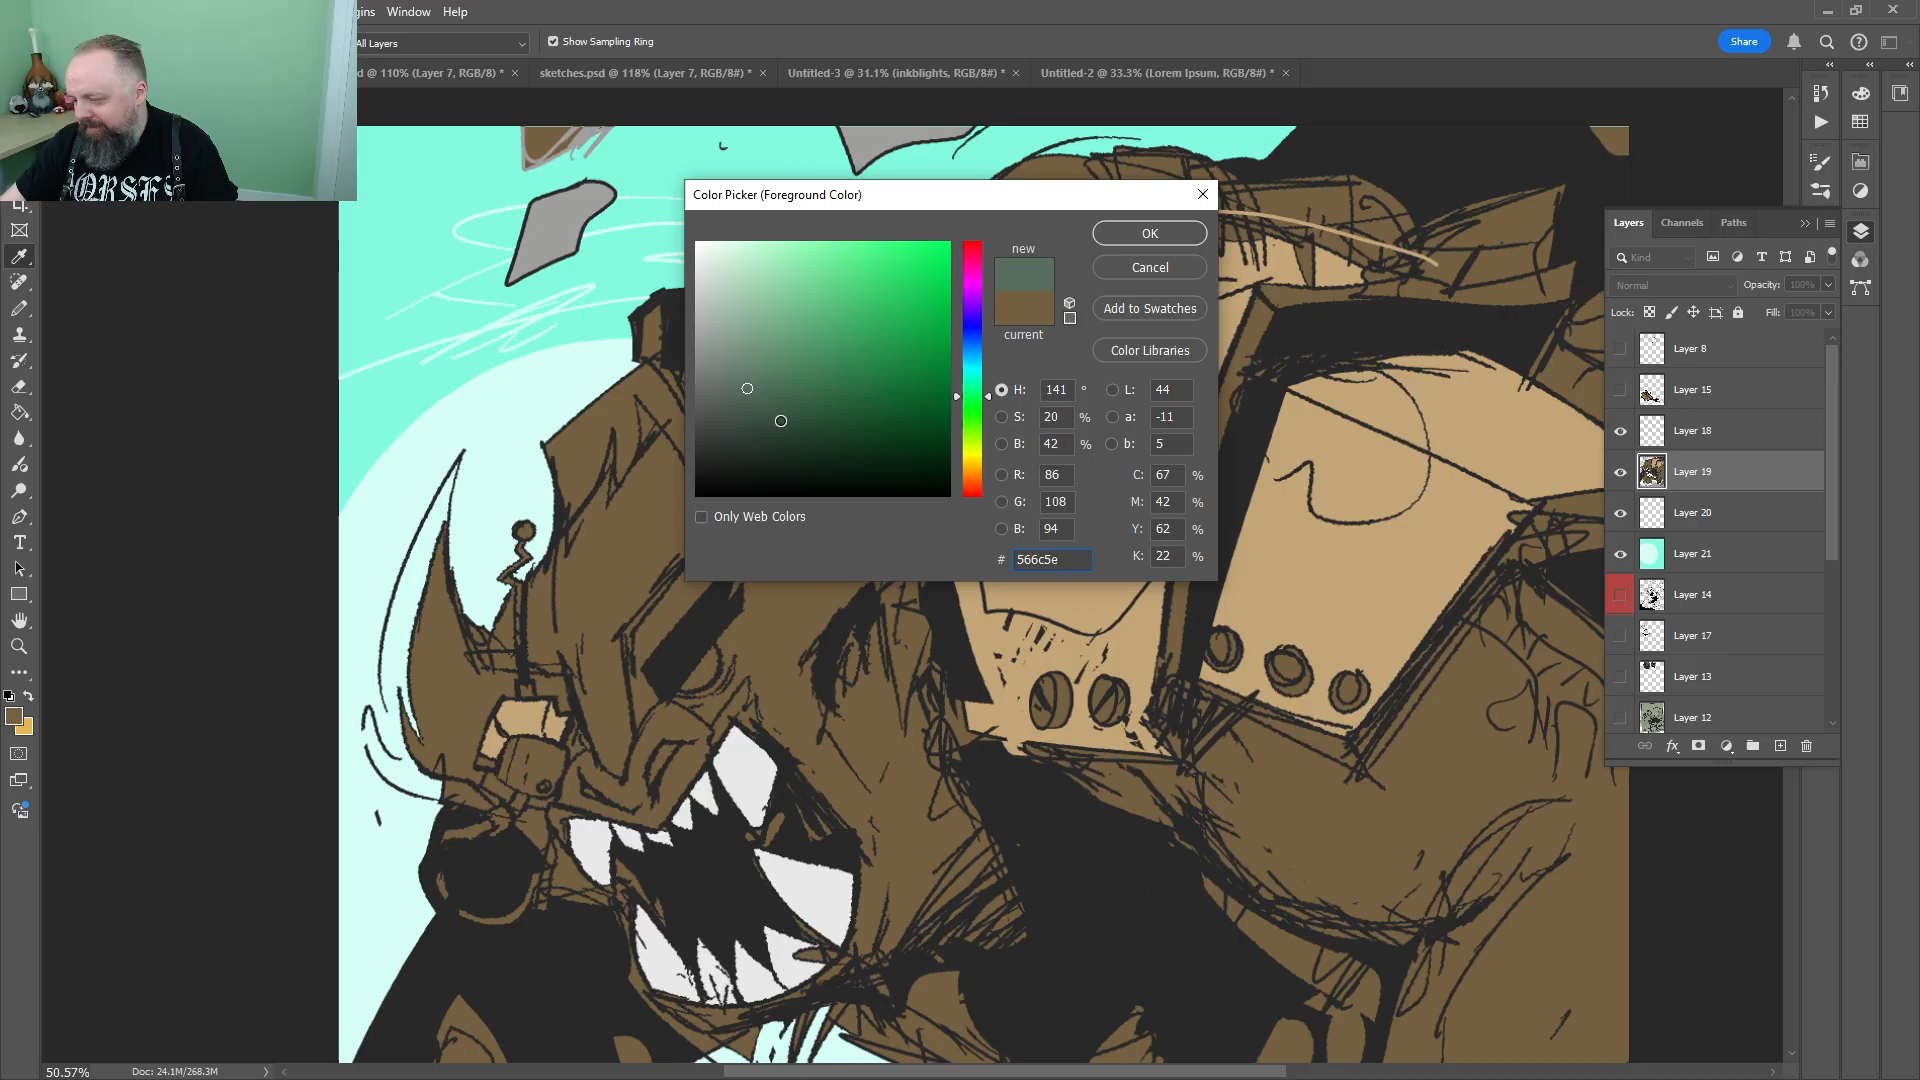 gins Window Help
All Layers Show Sampling Ring Share
d @ 110% (Layer 7, RGB/8) * × sketches.psd @ 118% (Layer 7, RGB/8#) * × Untitled-3 @ 31.1% (inkblights, RGB/8#) * × Untitled-2 @ 33.3% (Lorem Ipsum, RGB/8#) * ×
Color Picker (Foreground Color)
new
current
OK
Cancel
Add to Swatches
Color Libraries
H: 141 ° L: 44
S: 20 % a: -11
B: 42 % b: 5
R: 86 C: 67 %
G: 108 M: 42 %
B: 94 Y: 62 %
# 566c5e K: 22 %
Only Web Colors
Layers Channels Paths
Kind
Normal Opacity: 100%
Lock: Fill: 100%
Layer 8
Layer 15
Layer 18
Layer 19
Layer 20
Layer 21
Layer 14
Layer 17
Layer 13
Layer 12
50.57% Doc: 24.1M/268.3M